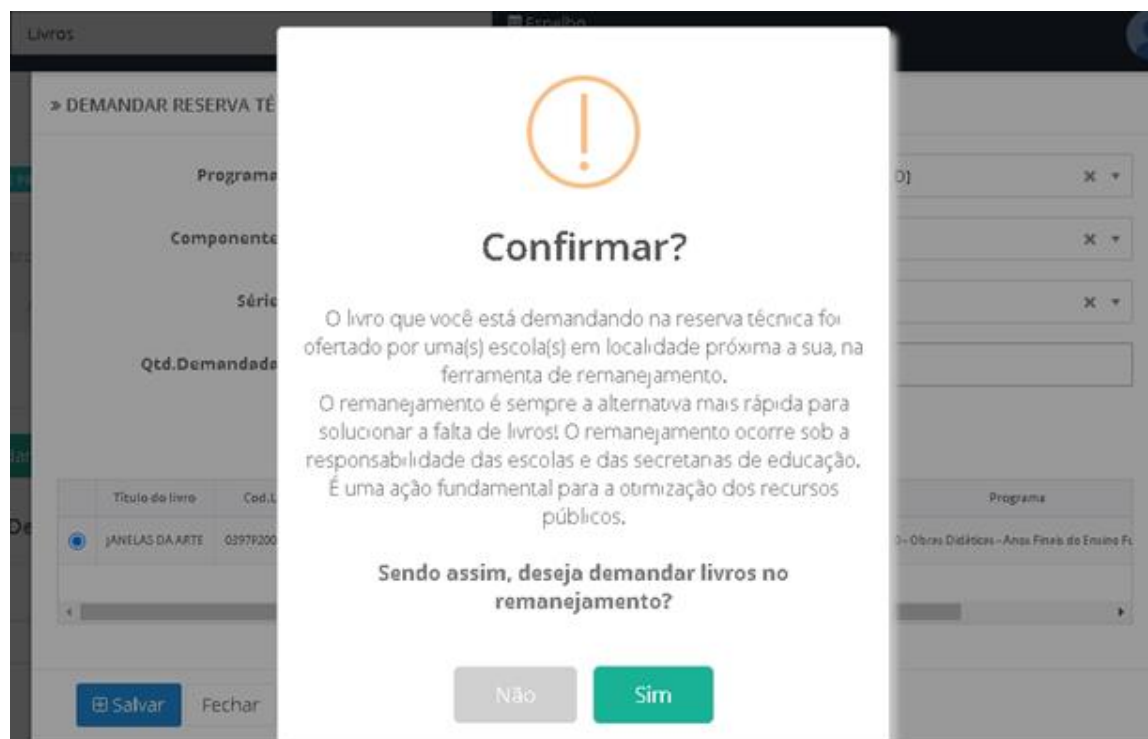 Livros
Espelho
» DEMANDAR RESERVA TÉ
Programa
Componente
Série
Qtd.Demandada
Confirmar?
O livro que você está demandando na reserva técnica foi
ofertado por uma(s) escola(s) em localidade próxima a sua, na
ferramenta de remanejamento.
O remanejamento é sempre a alternativa mais rápida para
solucionar a falta de livros! O remanejamento ocorre sob a
responsabilidade das escolas e das secretarias de educação.
É uma ação fundamental para a otimização dos recursos
públicos.
Sendo assim, deseja demandar livros no
remanejamento?
Não Sim
Título do livro Cod.L Programa
JANELAS DA ARTE 0397P200 - Obras Didáticas - Anos Finais do Ensino Fu
Salvar Fechar